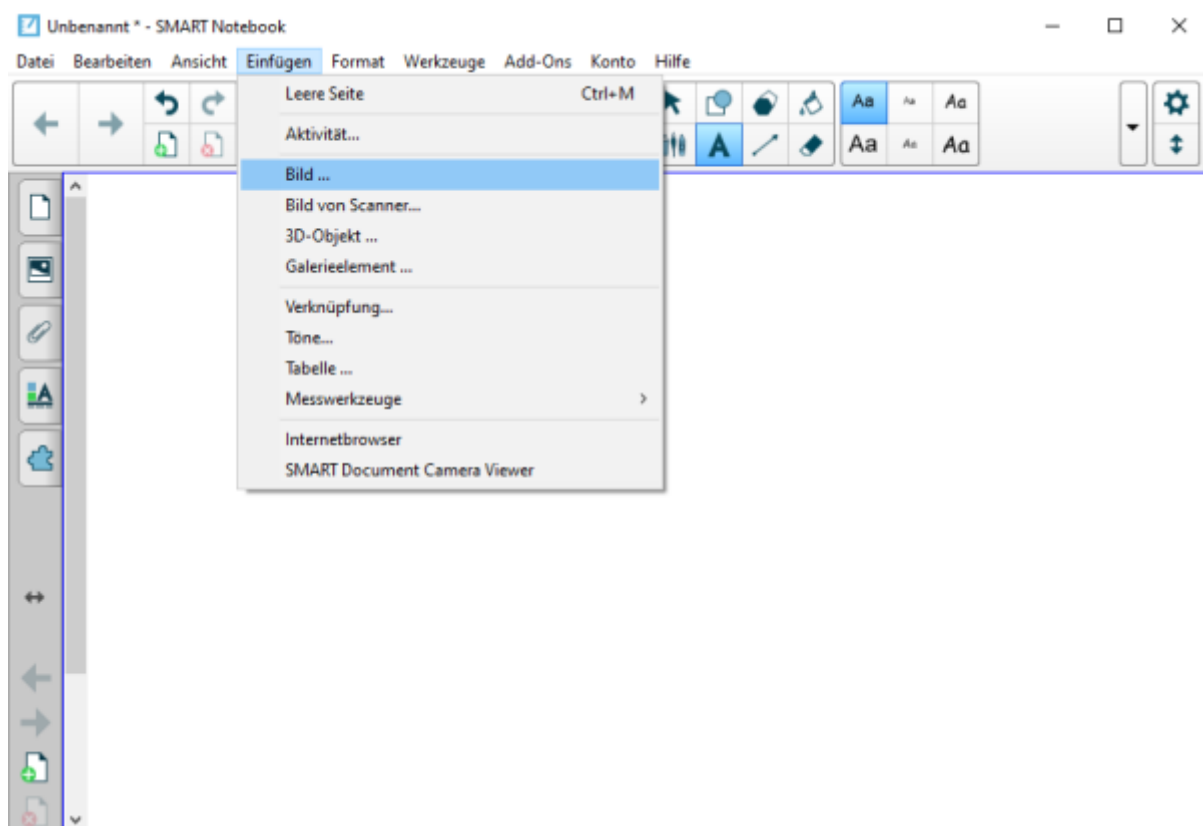 Unbenannt * - SMART Notebook
Datei Bearbeiten Ansicht Einfügen Format Werkzeuge Add-Ons Konto Hilfe
Leere Seite Ctrl+M
Aktivität...
Bild ...
Bild von Scanner...
3D-Objekt ...
Galerieelement ...
Verknüpfung...
Töne...
Tabelle ...
Messwerkzeuge
Internetbrowser
SMART Document Camera Viewer
A
Aa Aa Aa
Aa Aa Aa
A